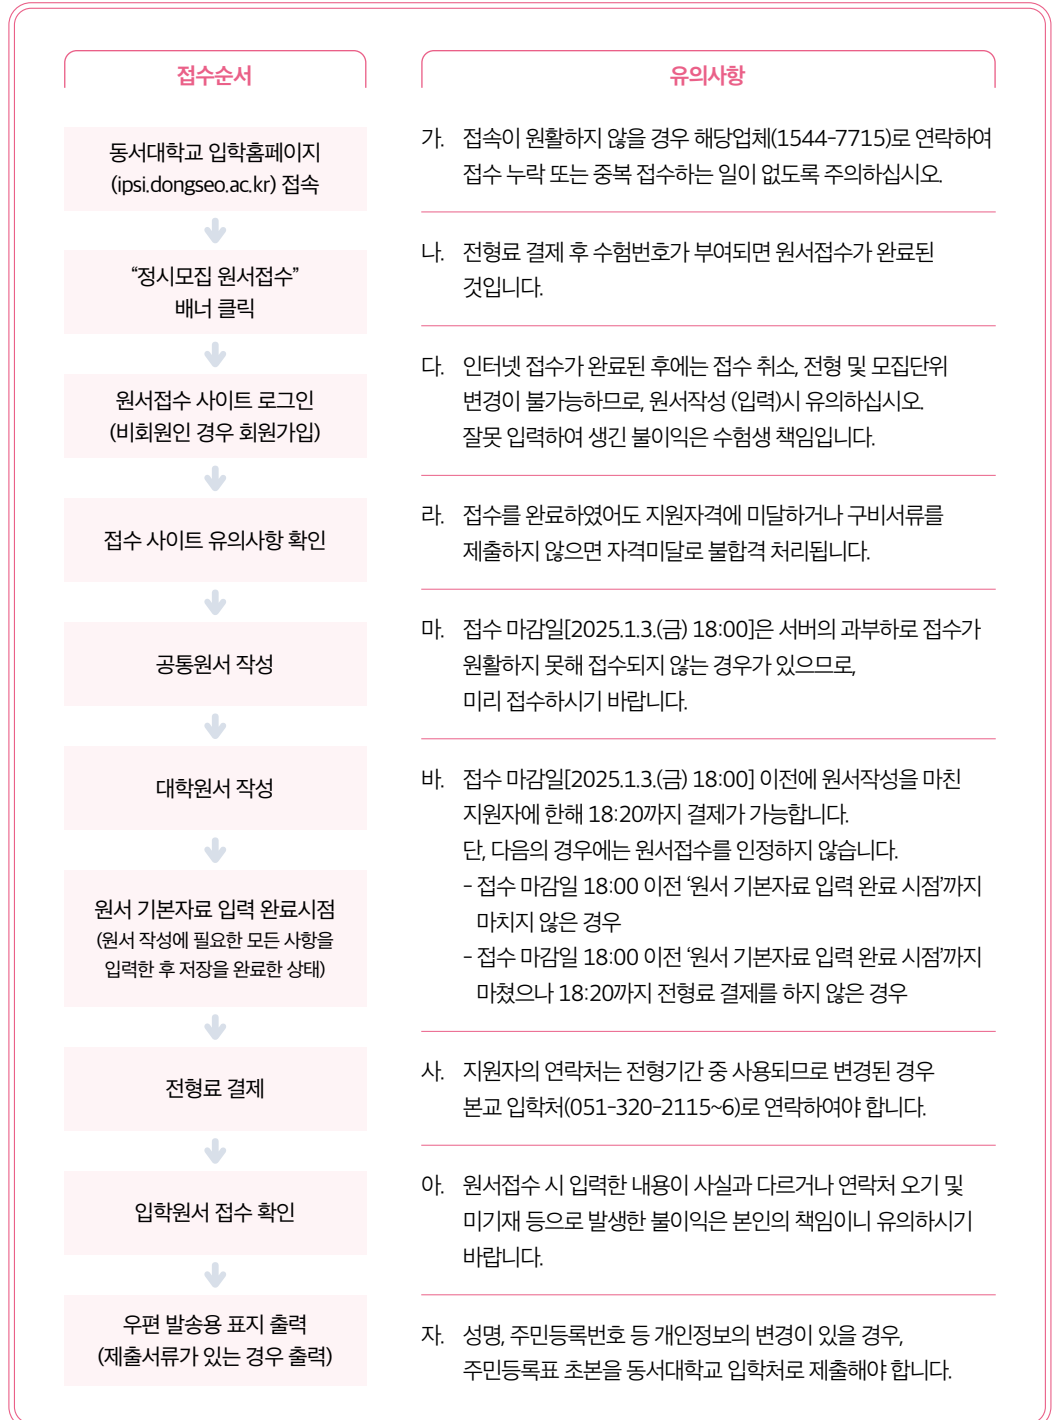 접수순서
동서대학교 입학홈페이지
(ipsi.dongseo.ac.kr) 접속
“정시모집 원서접수”
배너 클릭
원서접수 사이트 로그인
(비회원인 경우 회원가입)
접수 사이트 유의사항 확인
공통원서 작성
대학원서 작성
원서 기본자료 입력 완료시점
(원서 작성에 필요한 모든 사항을
입력한 후 저장을 완료한 상태)
전형료 결제
입학원서 접수 확인
우편 발송용 표지 출력
(제출서류가 있는 경우 출력)
유의사항
가. 접속이 원활하지 않을 경우 해당업체(1544-7715)로 연락하여
접수 누락 또는 중복 접수하는 일이 없도록 주의하십시오.
나. 전형료 결제 후 수험번호가 부여되면 원서접수가 완료된
것입니다.
다. 인터넷 접수가 완료된 후에는 접수 취소, 전형 및 모집단위
변경이 불가능하므로, 원서작성 (입력)시 유의하십시오.
잘못 입력하여 생긴 불이익은 수험생 책임입니다.
라. 접수를 완료하였어도 지원자격에 미달하거나 구비서류를
제출하지 않으면 자격미달로 불합격 처리됩니다.
마. 접수 마감일[2025.1.3.(금) 18:00]은 서버의 과부하로 접수가
원활하지 못해 접수되지 않는 경우가 있으므로,
미리 접수하시기 바랍니다.
바. 접수 마감일[2025.1.3.(금) 18:00] 이전에 원서작성을 마친
지원자에 한해 18:20까지 결제가 가능합니다.
단, 다음의 경우에는 원서접수를 인정하지 않습니다.
- 접수 마감일 18:00 이전 ‘원서 기본자료 입력 완료 시점’까지
마치지 않은 경우
- 접수 마감일 18:00 이전 ‘원서 기본자료 입력 완료 시점’까지
마쳤으나 18:20까지 전형료 결제를 하지 않은 경우
사. 지원자의 연락처는 전형기간 중 사용되므로 변경된 경우
본교 입학처(051-320-2115~6)로 연락하여야 합니다.
아. 원서접수 시 입력한 내용이 사실과 다르거나 연락처 오기 및
미기재 등으로 발생한 불이익은 본인의 책임이니 유의하시기
바랍니다.
자. 성명, 주민등록번호 등 개인정보의 변경이 있을 경우,
주민등록표 초본을 동서대학교 입학처로 제출해야 합니다.